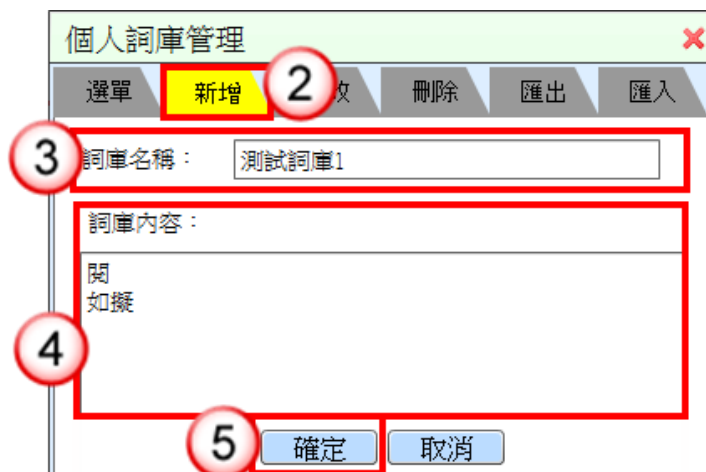 個人詞庫管理
選單 新增 2 刪除 匯出 匯入
3 詞庫名稱： 測試詞庫1
詞庫內容：
閱
如擬
4
5 確定 取消